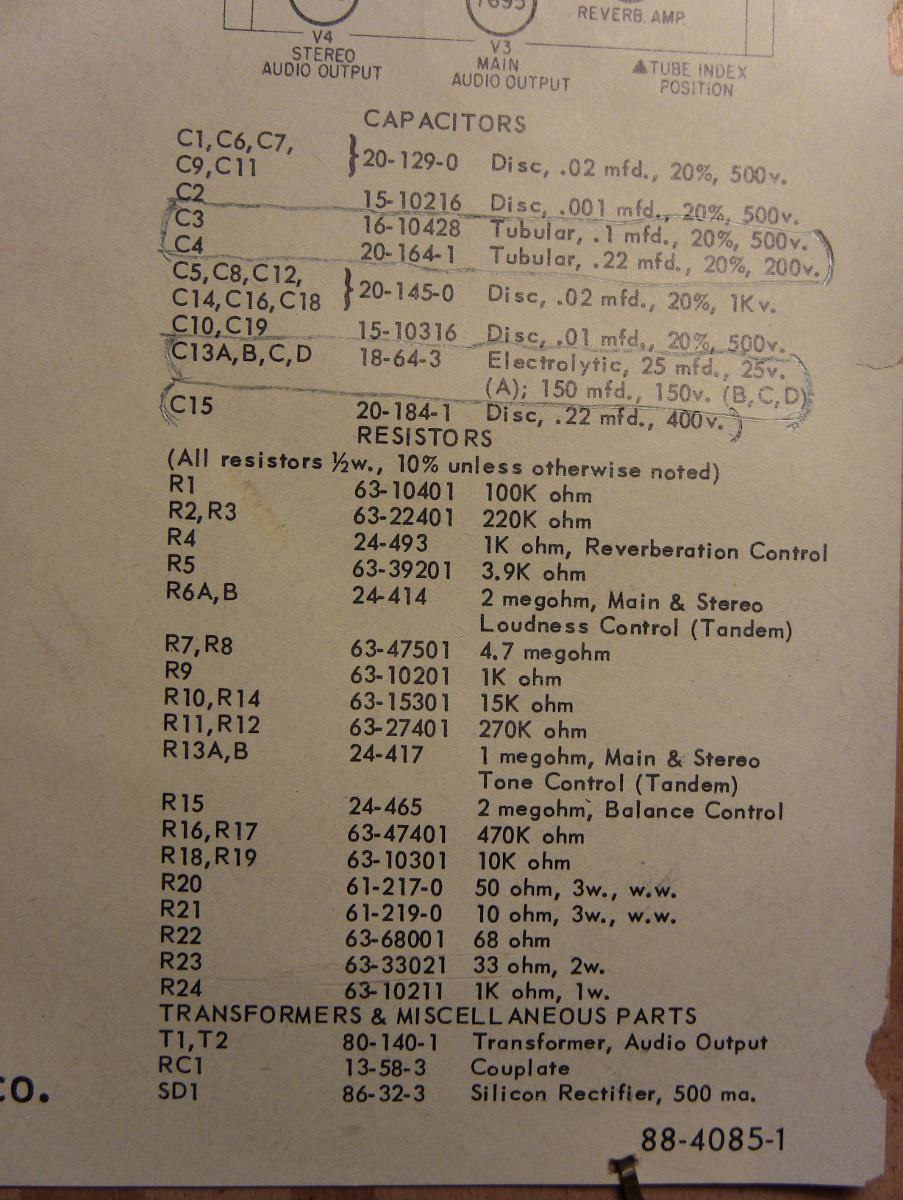 7695
REVERB. AMP.
V4
STEREO
AUDIO OUTPUT
V3
MAIN
AUDIO OUTPUT
▲TUBE INDEX
POSITION
CAPACITORS
C1,C6,C7,
C9,C11 } 20-129-0 Disc, .02 mfd., 20%, 500v.
C2 15-10216 Disc, .001 mfd., 20%, 500v.
C3 16-10428 Tubular, .1 mfd., 20%, 500v.
C4 20-164-1 Tubular, .22 mfd., 20%, 200v.
C5,C8,C12,
C14,C16,C18 } 20-145-0 Disc, .02 mfd., 20%, 1Kv.
C10,C19 15-10316 Disc, .01 mfd., 20%, 500v.
C13A,B,C,D 18-64-3 Electrolytic, 25 mfd., 25v.
(A); 150 mfd., 150v. (B,C,D)
C15 20-184-1 Disc, .22 mfd., 400v.
RESISTORS
(All resistors ½w., 10% unless otherwise noted)
R1 63-10401 100K ohm
R2,R3 63-22401 220K ohm
R4 24-493 1K ohm, Reverberation Control
R5 63-39201 3.9K ohm
R6A,B 24-414 2 megohm, Main & Stereo
Loudness Control (Tandem)
R7,R8 63-47501 4.7 megohm
R9 63-10201 1K ohm
R10,R14 63-15301 15K ohm
R11,R12 63-27401 270K ohm
R13A,B 24-417 1 megohm, Main & Stereo
Tone Control (Tandem)
R15 24-465 2 megohm, Balance Control
R16,R17 63-47401 470K ohm
R18,R19 63-10301 10K ohm
R20 61-217-0 50 ohm, 3w., w.w.
R21 61-219-0 10 ohm, 3w., w.w.
R22 63-68001 68 ohm
R23 63-33021 33 ohm, 2w.
R24 63-10211 1K ohm, 1w.
TRANSFORMERS & MISCELLANEOUS PARTS
T1,T2 80-140-1 Transformer, Audio Output
RC1 13-58-3 Couplate
SD1 86-32-3 Silicon Rectifier, 500 ma.
CO.
88-4085-1